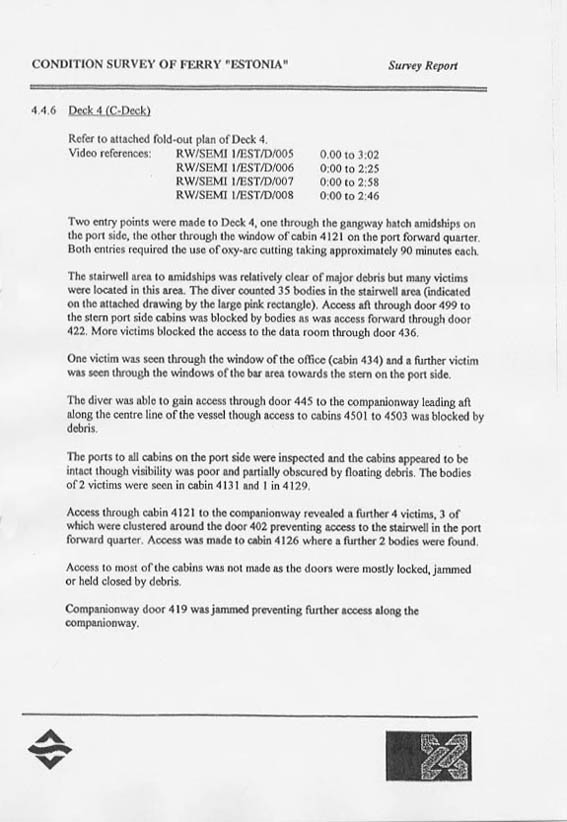 CONDITION SURVEY OF FERRY "ESTONIA" Survey Report
4.4.6 Deck 4 (C-Deck)
Refer to attached fold-out plan of Deck 4.
Video references: RW/SEMI 1/EST/D/005 0.00 to 3:02
RW/SEMI 1/EST/D/006 0:00 to 2:25
RW/SEMI 1/EST/D/007 0:00 to 2:58
RW/SEMI 1/EST/D/008 0:00 to 2:46
Two entry points were made to Deck 4, one through the gangway hatch amidships on
the port side, the other through the window of cabin 4121 on the port forward quarter.
Both entries required the use of oxy-arc cutting taking approximately 90 minutes each.
The stairwell area to amidships was relatively clear of major debris but many victims
were located in this area. The diver counted 35 bodies in the stairwell area (indicated
on the attached drawing by the large pink rectangle). Access aft through door 499 to
the stern port side cabins was blocked by bodies as was access forward through door
422. More victims blocked the access to the data room through door 436.
One victim was seen through the window of the office (cabin 434) and a further victim
was seen through the windows of the bar area towards the stern on the port side.
The diver was able to gain access through door 445 to the companionway leading aft
along the centre line of the vessel though access to cabins 4501 to 4503 was blocked by
debris.
The ports to all cabins on the port side were inspected and the cabins appeared to be
intact though visibility was poor and partially obscured by floating debris. The bodies
of 2 victims were seen in cabin 4131 and 1 in 4129.
Access through cabin 4121 to the companionway revealed a further 4 victims, 3 of
which were clustered around the door 402 preventing access to the stairwell in the port
forward quarter. Access was made to cabin 4126 where a further 2 bodies were found.
Access to most of the cabins was not made as the doors were mostly locked, jammed
or held closed by debris.
Companionway door 419 was jammed preventing further access along the
companionway.